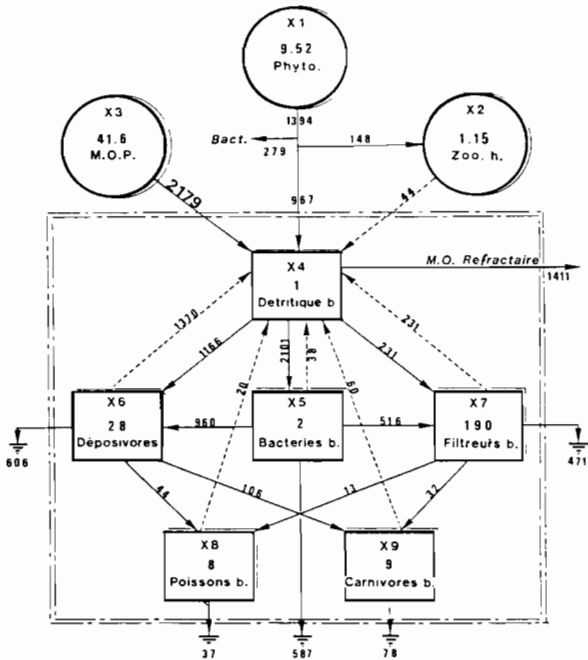 X1
9.52
Phyto.
X3
41.6
M.O.P.
X2
1.15
Zoo. h.
1394
Bact.
279
148
2179
967
44
X4
1
Detritique b
M.O. Refractaire
1411
1370
1166
2101
38
231
231
20
60
X6
28
Déposivores
960
X5
2
Bacteries b.
516
X7
190
Filtreurs b.
606
471
44
106
13
32
X8
8
Poissons b.
X9
9
Carnivores b.
37
587
78